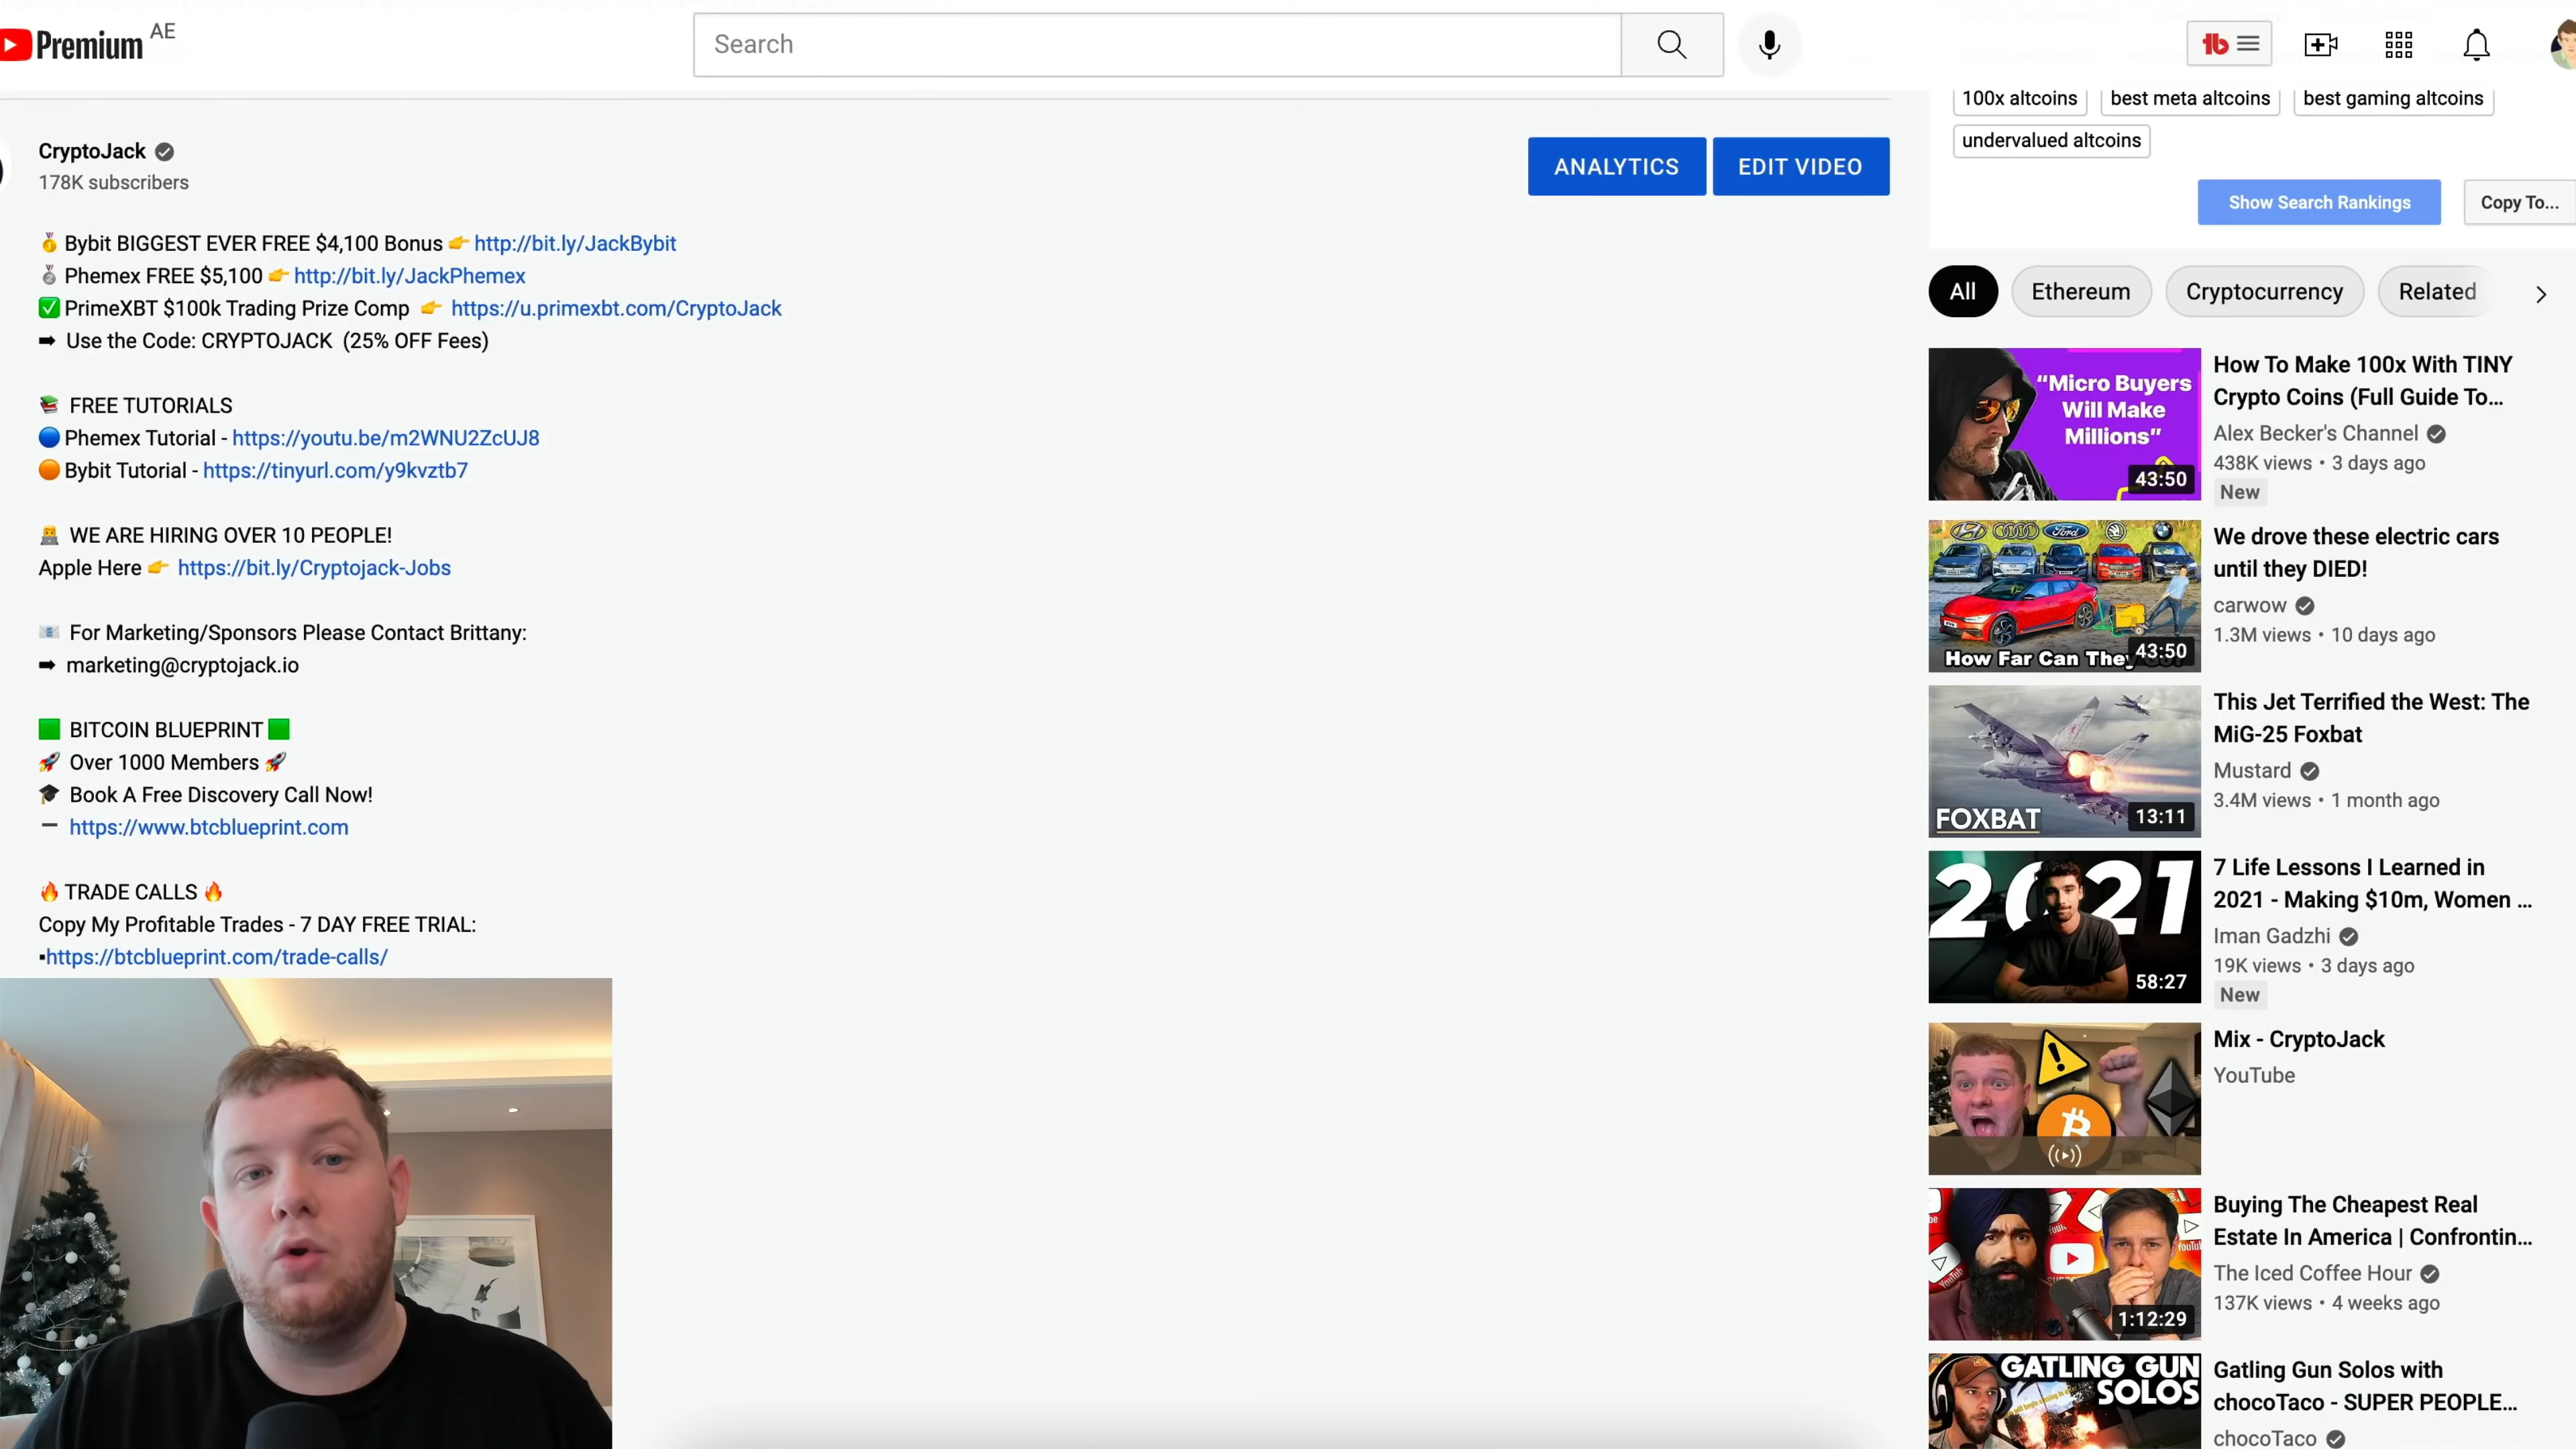 Premium AE
Search
100x altcoins
best meta altcoins
best gaming altcoins
undervalued altcoins
Show Search Rankings
Copy To...
CryptoJack
178K subscribers
ANALYTICS
EDIT VIDEO
Bybit BIGGEST EVER FREE $4,100 Bonus http://bit.ly/JackBybit
Phemex FREE $5,100 http://bit.ly/JackPhemex
PrimeXBT $100k Trading Prize Comp https://u.primexbt.com/CryptoJack
Use the Code: CRYPTOJACK (25% OFF Fees)
FREE TUTORIALS
Phemex Tutorial - https://youtu.be/m2WNU2ZcUJ8
Bybit Tutorial - https://tinyurl.com/y9kvztb7
WE ARE HIRING OVER 10 PEOPLE!
Apple Here https://bit.ly/Cryptojack-Jobs
For Marketing/Sponsors Please Contact Brittany:
marketing@cryptojack.io
BITCOIN BLUEPRINT
Over 1000 Members
Book A Free Discovery Call Now!
https://www.btcblueprint.com
TRADE CALLS
Copy My Profitable Trades - 7 DAY FREE TRIAL:
https://btcblueprint.com/trade-calls/
All
Ethereum
Cryptocurrency
Related
"Micro Buyers
Will Make
Millions"
43:50
How To Make 100x With TINY
Crypto Coins (Full Guide To...
Alex Becker's Channel
438K views • 3 days ago
New
Ford
How Far Can They
43:50
We drove these electric cars
until they DIED!
carwow
1.3M views • 10 days ago
FOXBAT
13:11
This Jet Terrified the West: The
MiG-25 Foxbat
Mustard
3.4M views • 1 month ago
2021
58:27
7 Life Lessons I Learned in
2021 - Making $10m, Women ...
Iman Gadzhi
19K views • 3 days ago
New
Mix - CryptoJack
YouTube
1:12:29
Buying The Cheapest Real
Estate In America | Confrontin...
The Iced Coffee Hour
137K views • 4 weeks ago
GATLING GUN
SOLOS
Gatling Gun Solos with
chocoTaco - SUPER PEOPLE...
chocoTaco